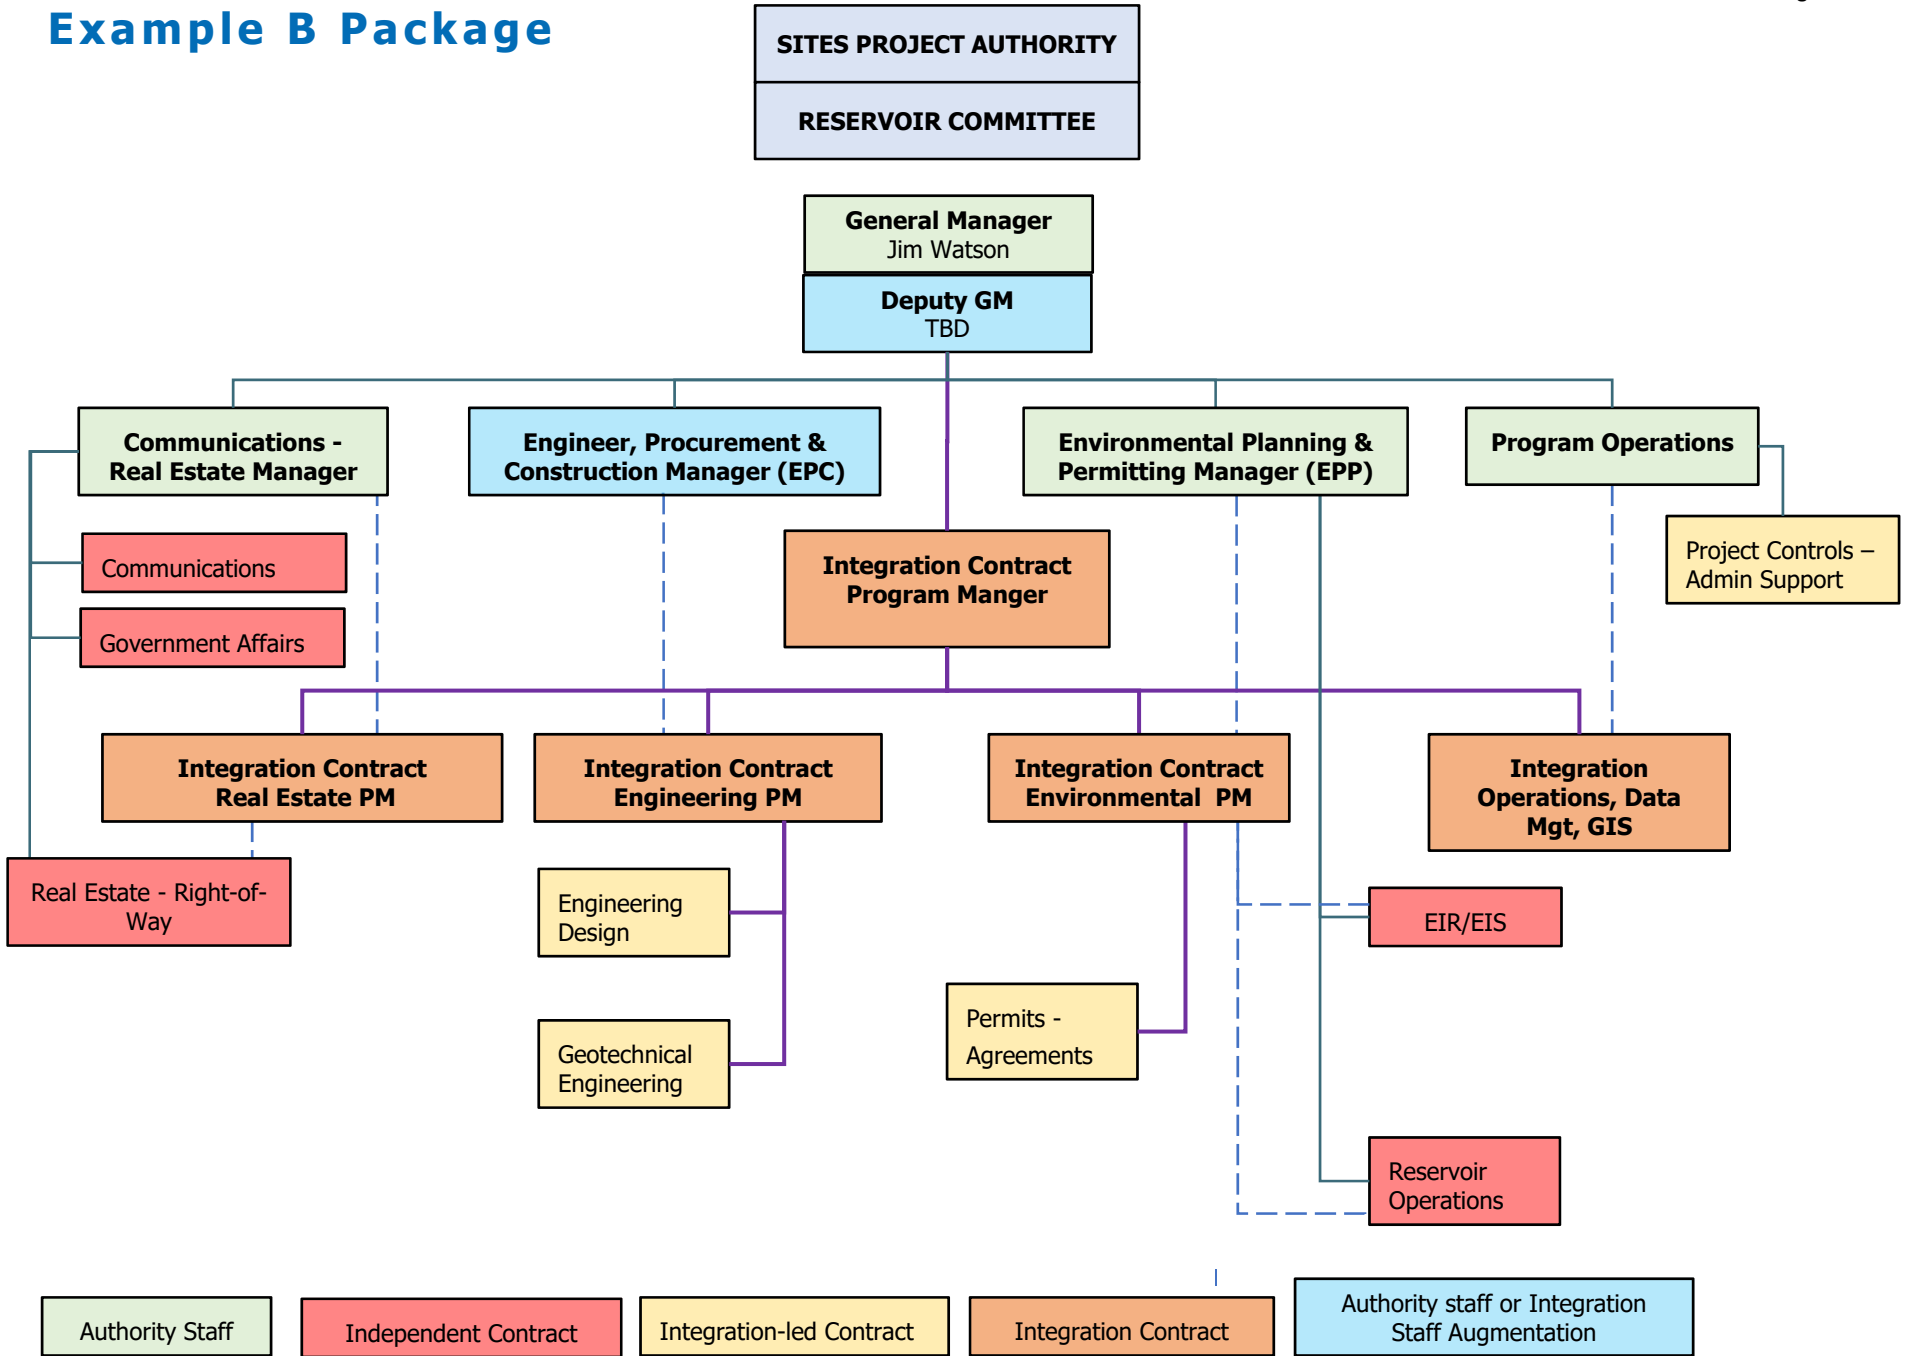 Example B Package
SITES PROJECT AUTHORITY
RESERVOIR COMMITTEE
General Manager
Jim Watson
Deputy GM
TBD
Communications -
Real Estate Manager
Engineer, Procurement &
Construction Manager (EPC)
Environmental Planning &
Permitting Manager (EPP)
Program Operations
Communications
Government Affairs
Integration Contract
Program Manger
Project Controls –
Admin Support
Integration Contract
Real Estate PM
Integration Contract
Engineering PM
Integration Contract
Environmental PM
Integration
Operations, Data
Mgt, GIS
Real Estate - Right-of-
Way
Engineering
Design
EIR/EIS
Geotechnical
Engineering
Permits -
Agreements
Reservoir
Operations
Authority Staff
Independent Contract
Integration-led Contract
Integration Contract
Authority staff or Integration
Staff Augmentation